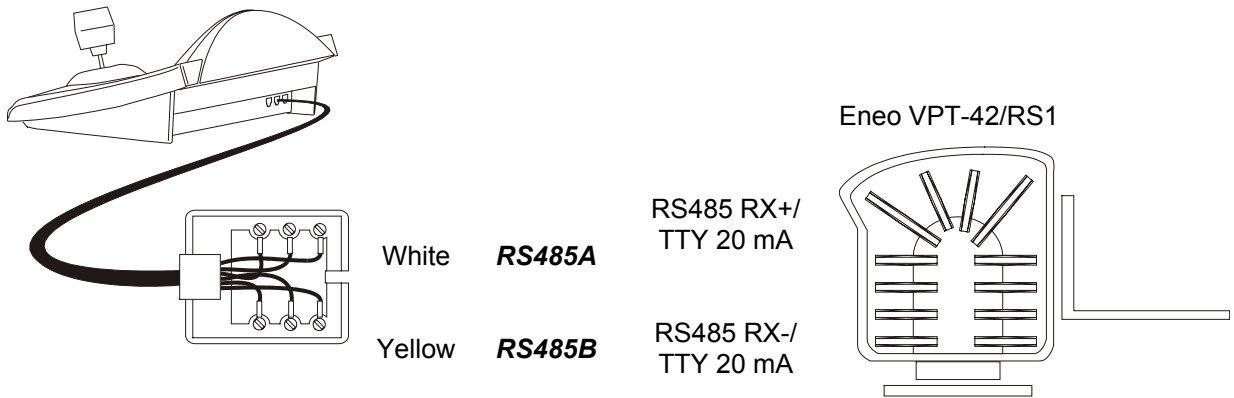 Eneo VPT-42/RS1
RS485 RX+/
TTY 20 mA
White RS485A
RS485 RX-/
TTY 20 mA
Yellow RS485B